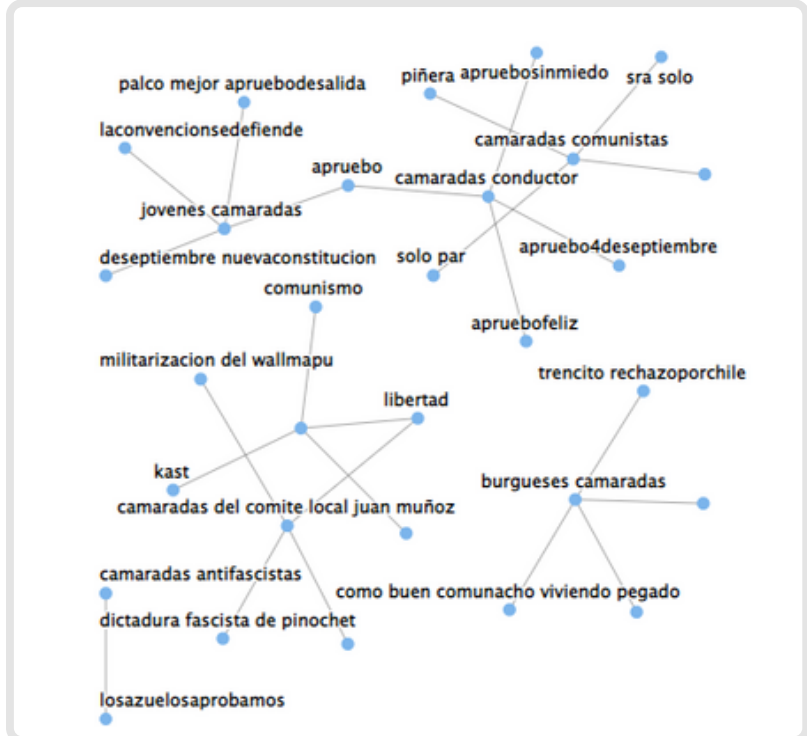 piñera
apruebosinmiedo
sra solo
palco mejor apruebodesalida
laconvencionsedefiende
camaradas comunistas
apruebo
camaradas conductor
jovenes camaradas
deseptiembre nuevaconstitucion
solo par
apruebo4deseptiembre
comunismo
apruebofeliz
militarizacion del wallmapu
trencito rechazoporchile
libertad
kast
burgueses camaradas
camaradas del comite local juan muñoz
camaradas antifascistas
como buen comunacho viviendo pegado
dictadura fascista de pinochet
losazuelosaprobamos